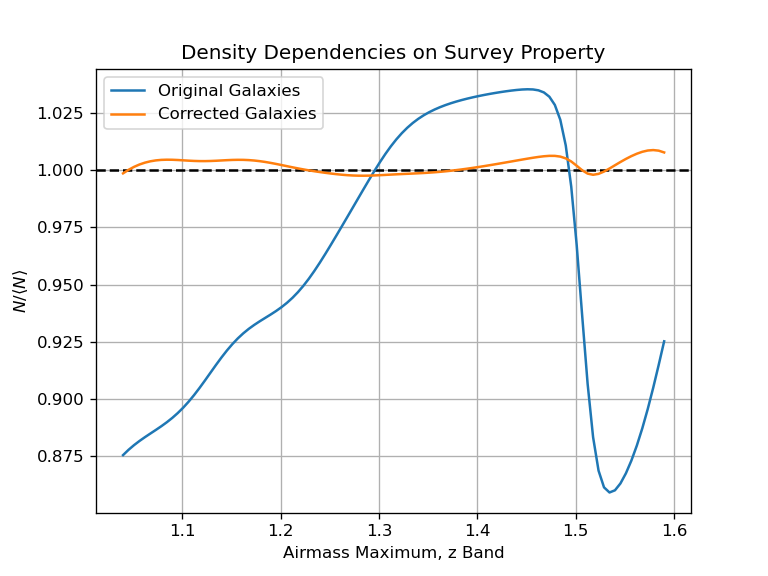 Density Dependencies on Survey Property
Original Galaxies
Corrected Galaxies
N/⟨N⟩
1.025
1.000
0.975
0.950
0.925
0.900
0.875
1.1 1.2 1.3 1.4 1.5 1.6
Airmass Maximum, z Band